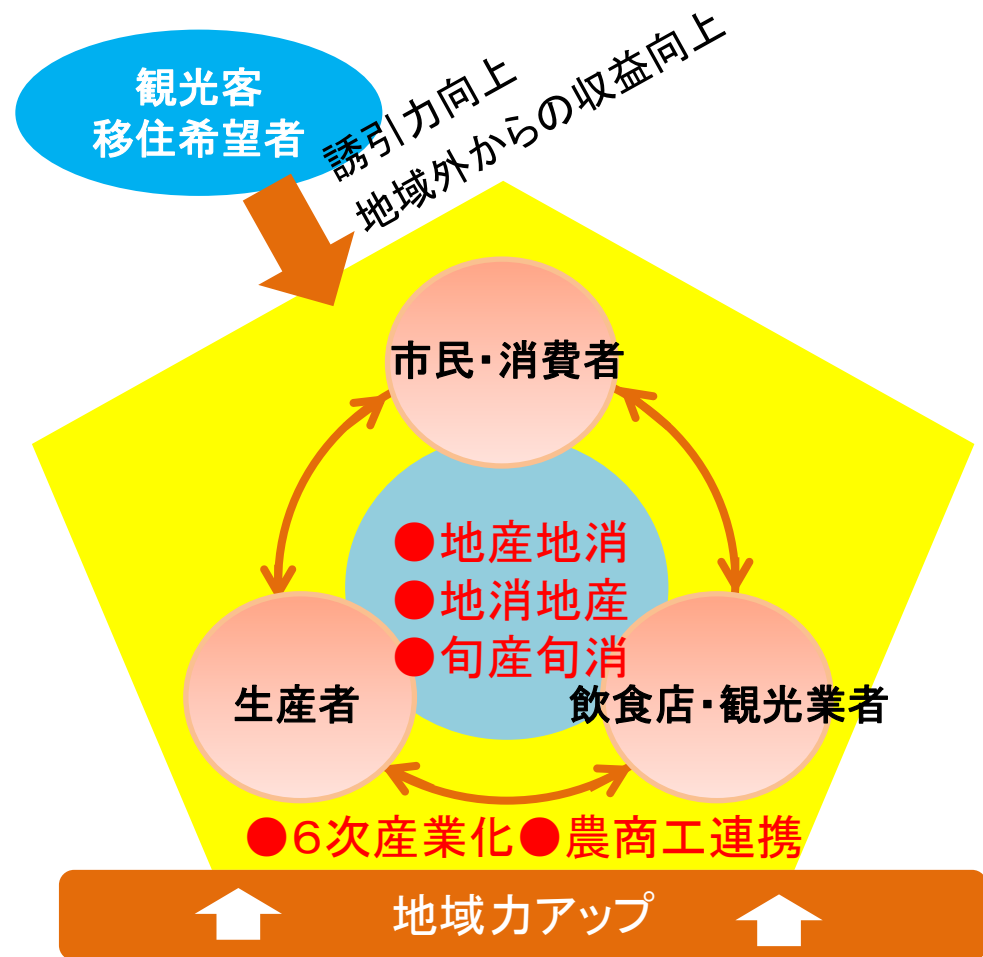 観光客
移住希望者
誘引力向上
地域外からの収益向上
市民・消費者
●地産地消
●地消地産
●旬産旬消
生産者
飲食店・観光業者
●６次産業化●農商工連携
地域力アップ